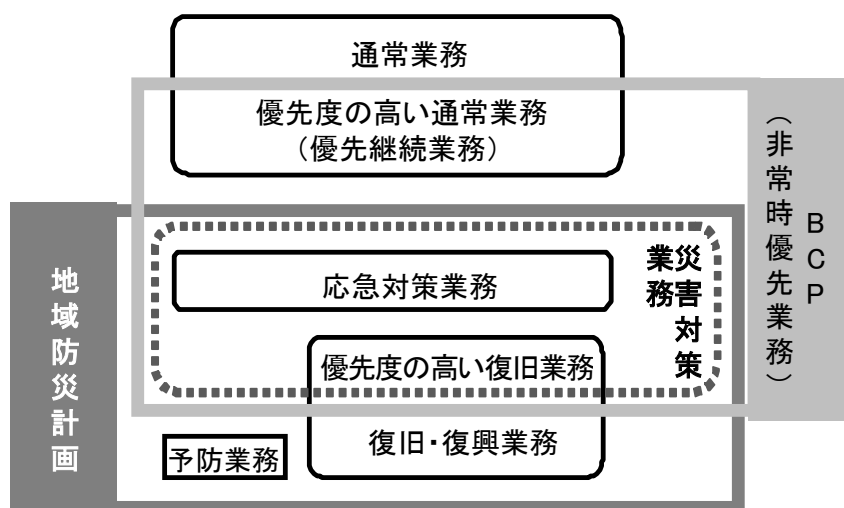 通常業務
優先度の高い通常業務
（優先継続業務）
BCP
（非常時優先業務）
地域防災計画
災害対策
業務
応急対策業務
優先度の高い復旧業務
復旧・復興業務
予防業務